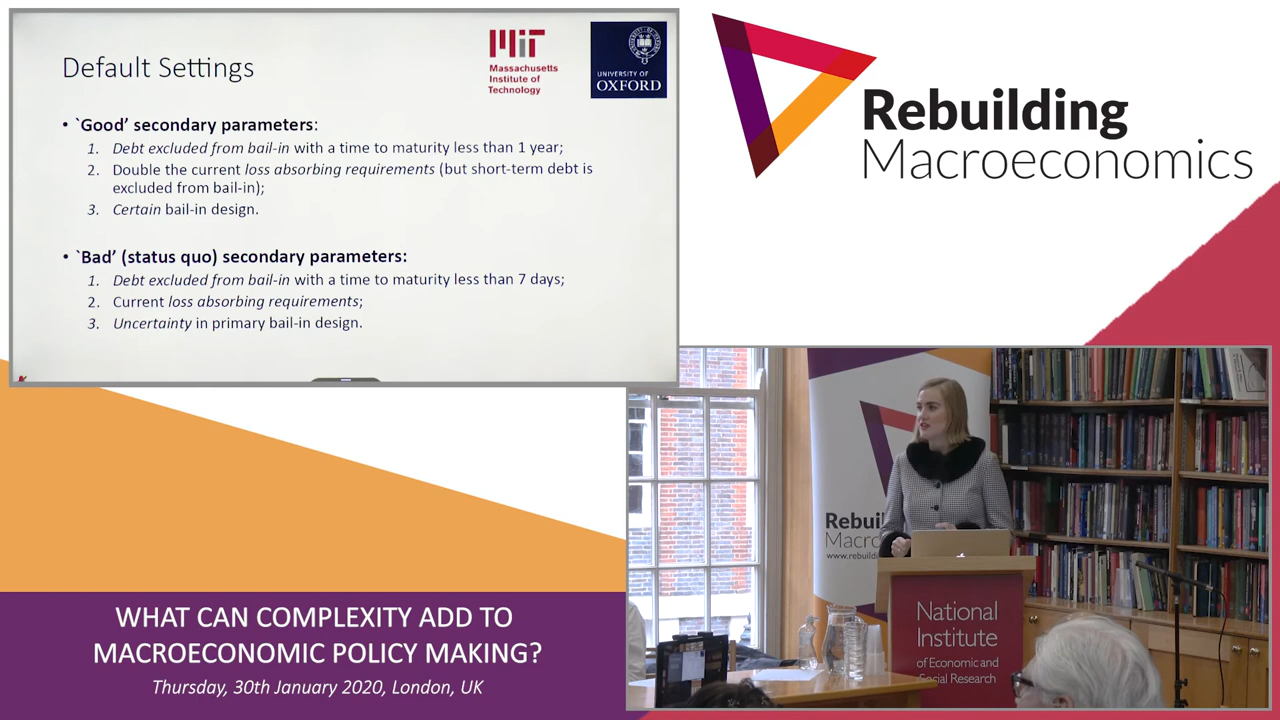 Default Settings
MIT
Massachusetts
Institute of
Technology
UNIVERSITY OF
OXFORD
• `Good’ secondary parameters:
1. Debt excluded from bail-in with a time to maturity less than 1 year;
2. Double the current loss absorbing requirements (but short-term debt is
excluded from bail-in);
3. Certain bail-in design.
• `Bad’ (status quo) secondary parameters:
1. Debt excluded from bail-in with a time to maturity less than 7 days;
2. Current loss absorbing requirements;
3. Uncertainty in primary bail-in design.
Rebuilding
Macroeconomics
Rebuil
Macro
www.rebuild
National
Institute
of Economic and
Social Research
WHAT CAN COMPLEXITY ADD TO
MACROECONOMIC POLICY MAKING?
Thursday, 30th January 2020, London, UK